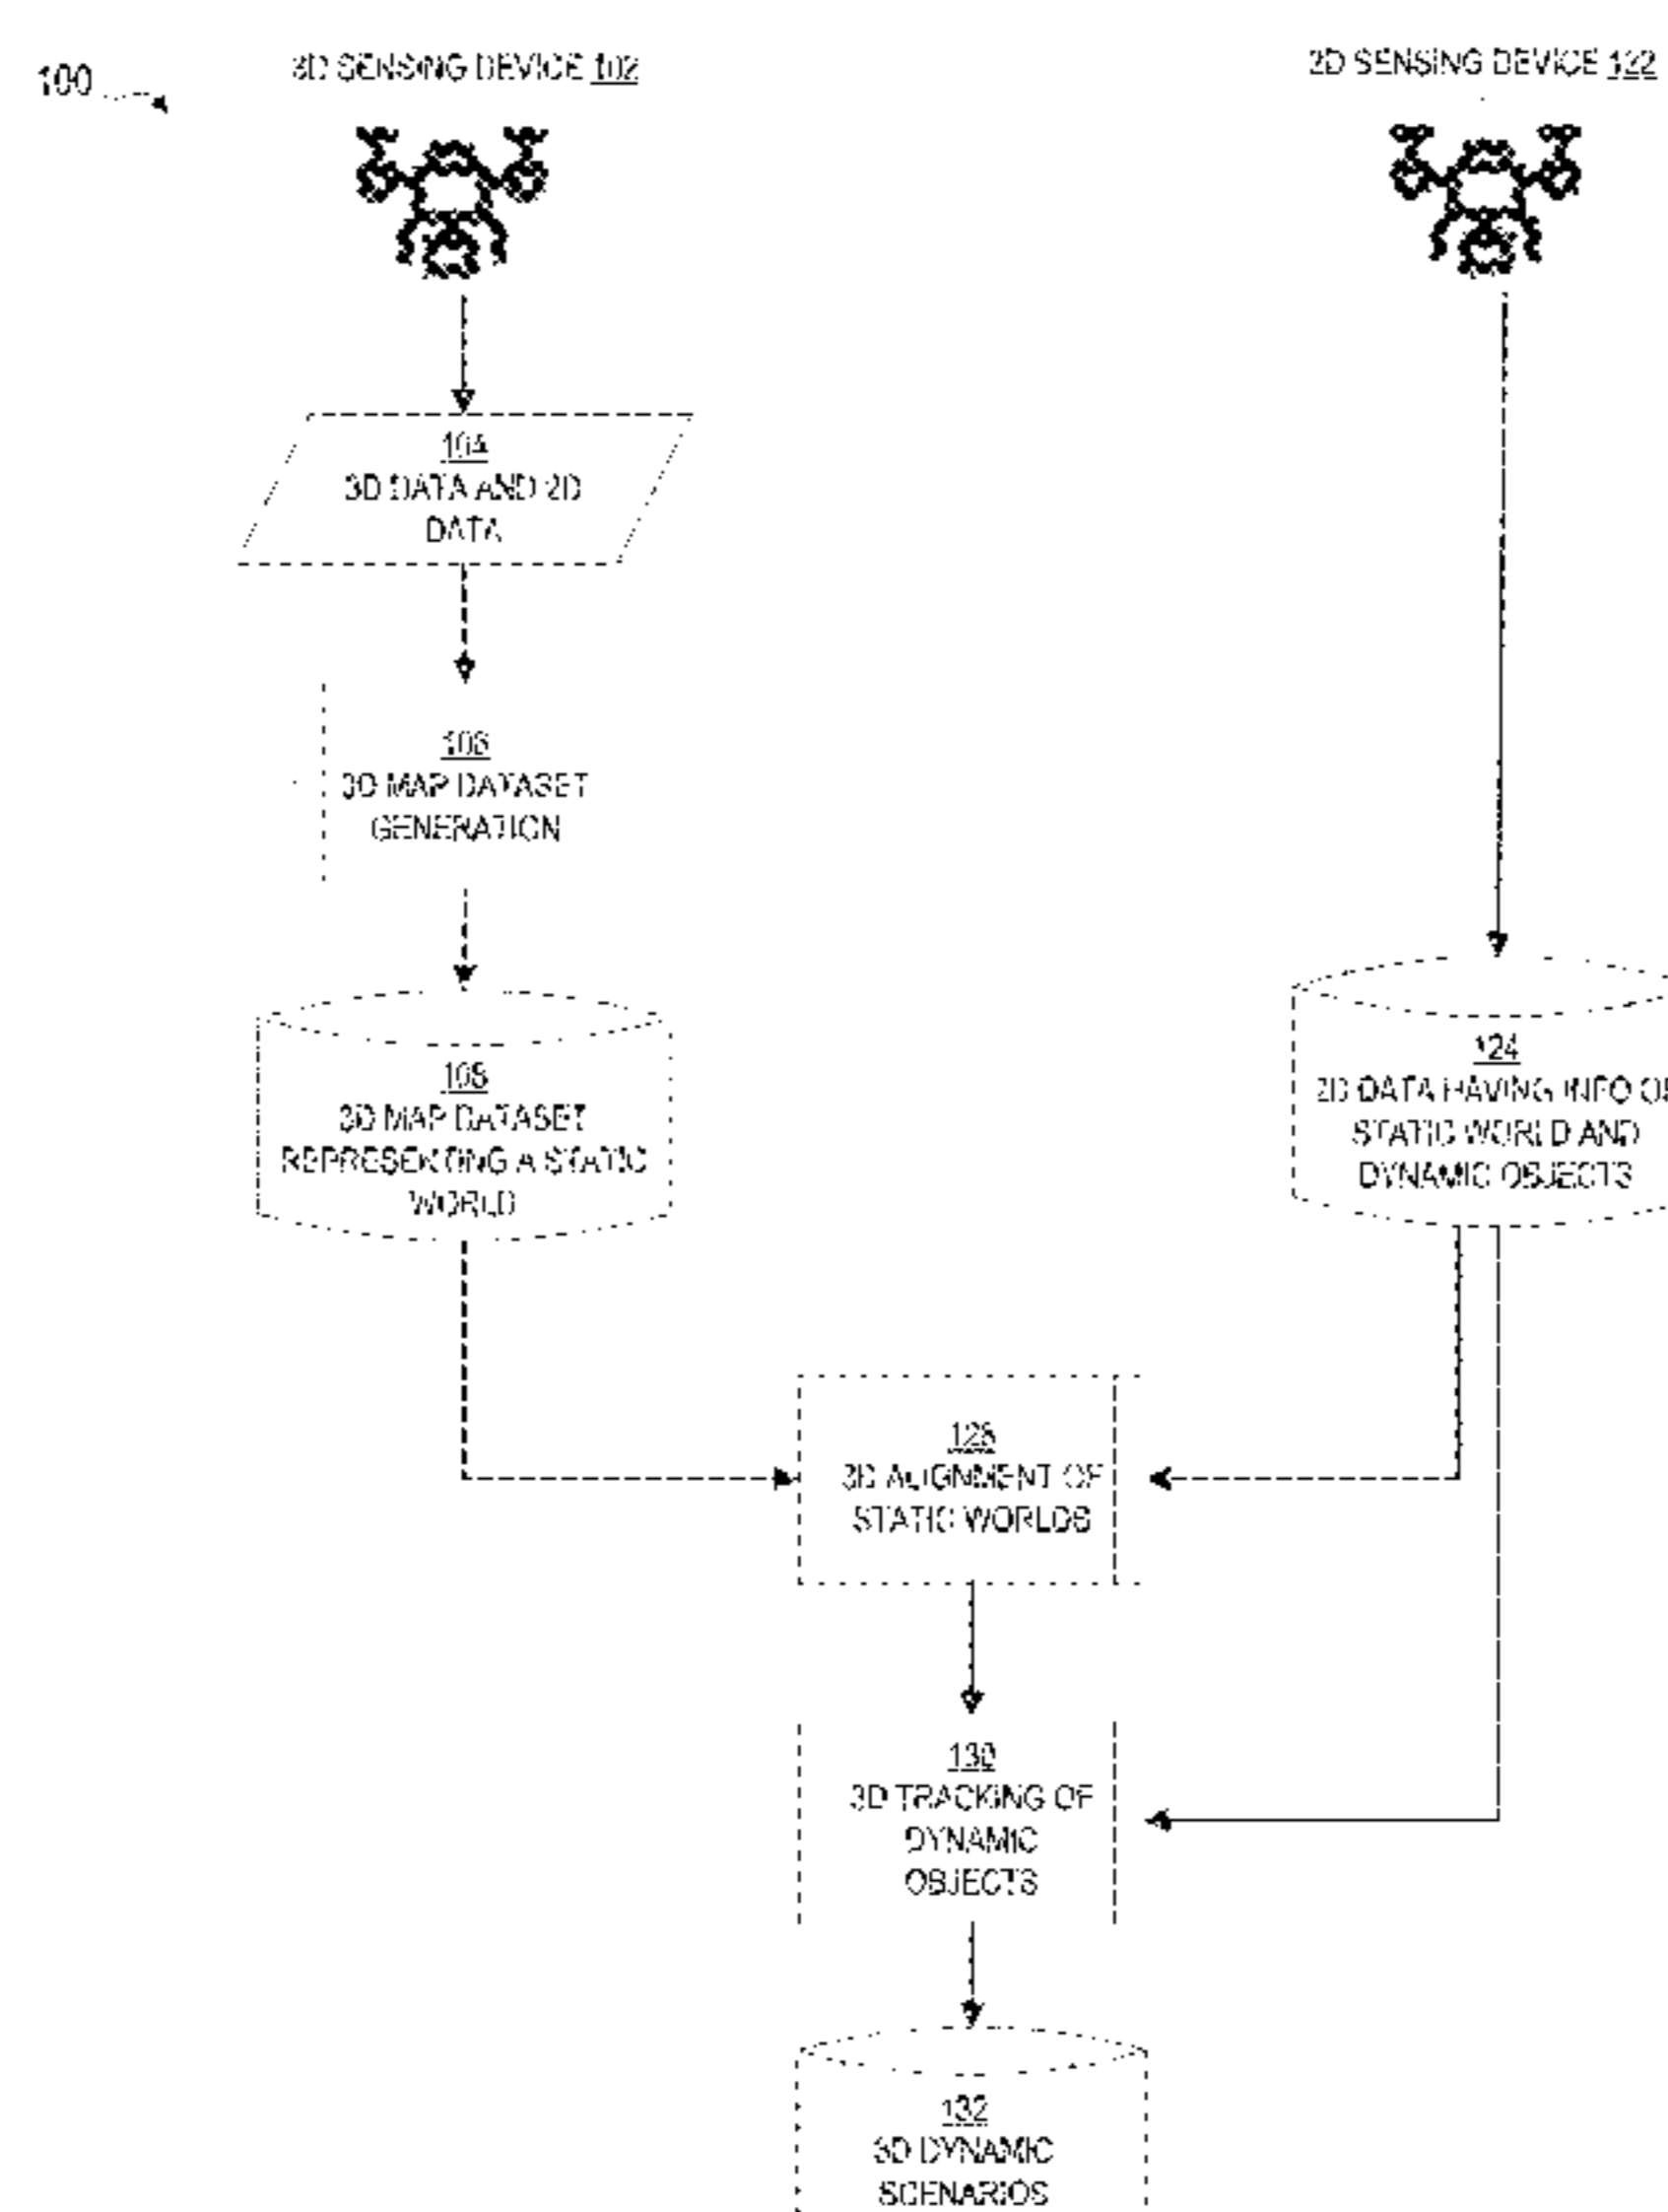 100
3D SENSING DEVICE 102
2D SENSING DEVICE 122
104
3D DATA AND 2D
DATA
106
3D MAP DATASET
GENERATION
108
3D MAP DATASET
REPRESENTING A STATIC
WORLD
124
2D DATA HAVING INFO OF
STATIC WORLD AND
DYNAMIC OBJECTS
3D ALIGNMENT OF
STATIC WORLDS
130
3D TRACKING OF
DYNAMIC
OBJECTS
132
3D DYNAMIC
SCENARIOS